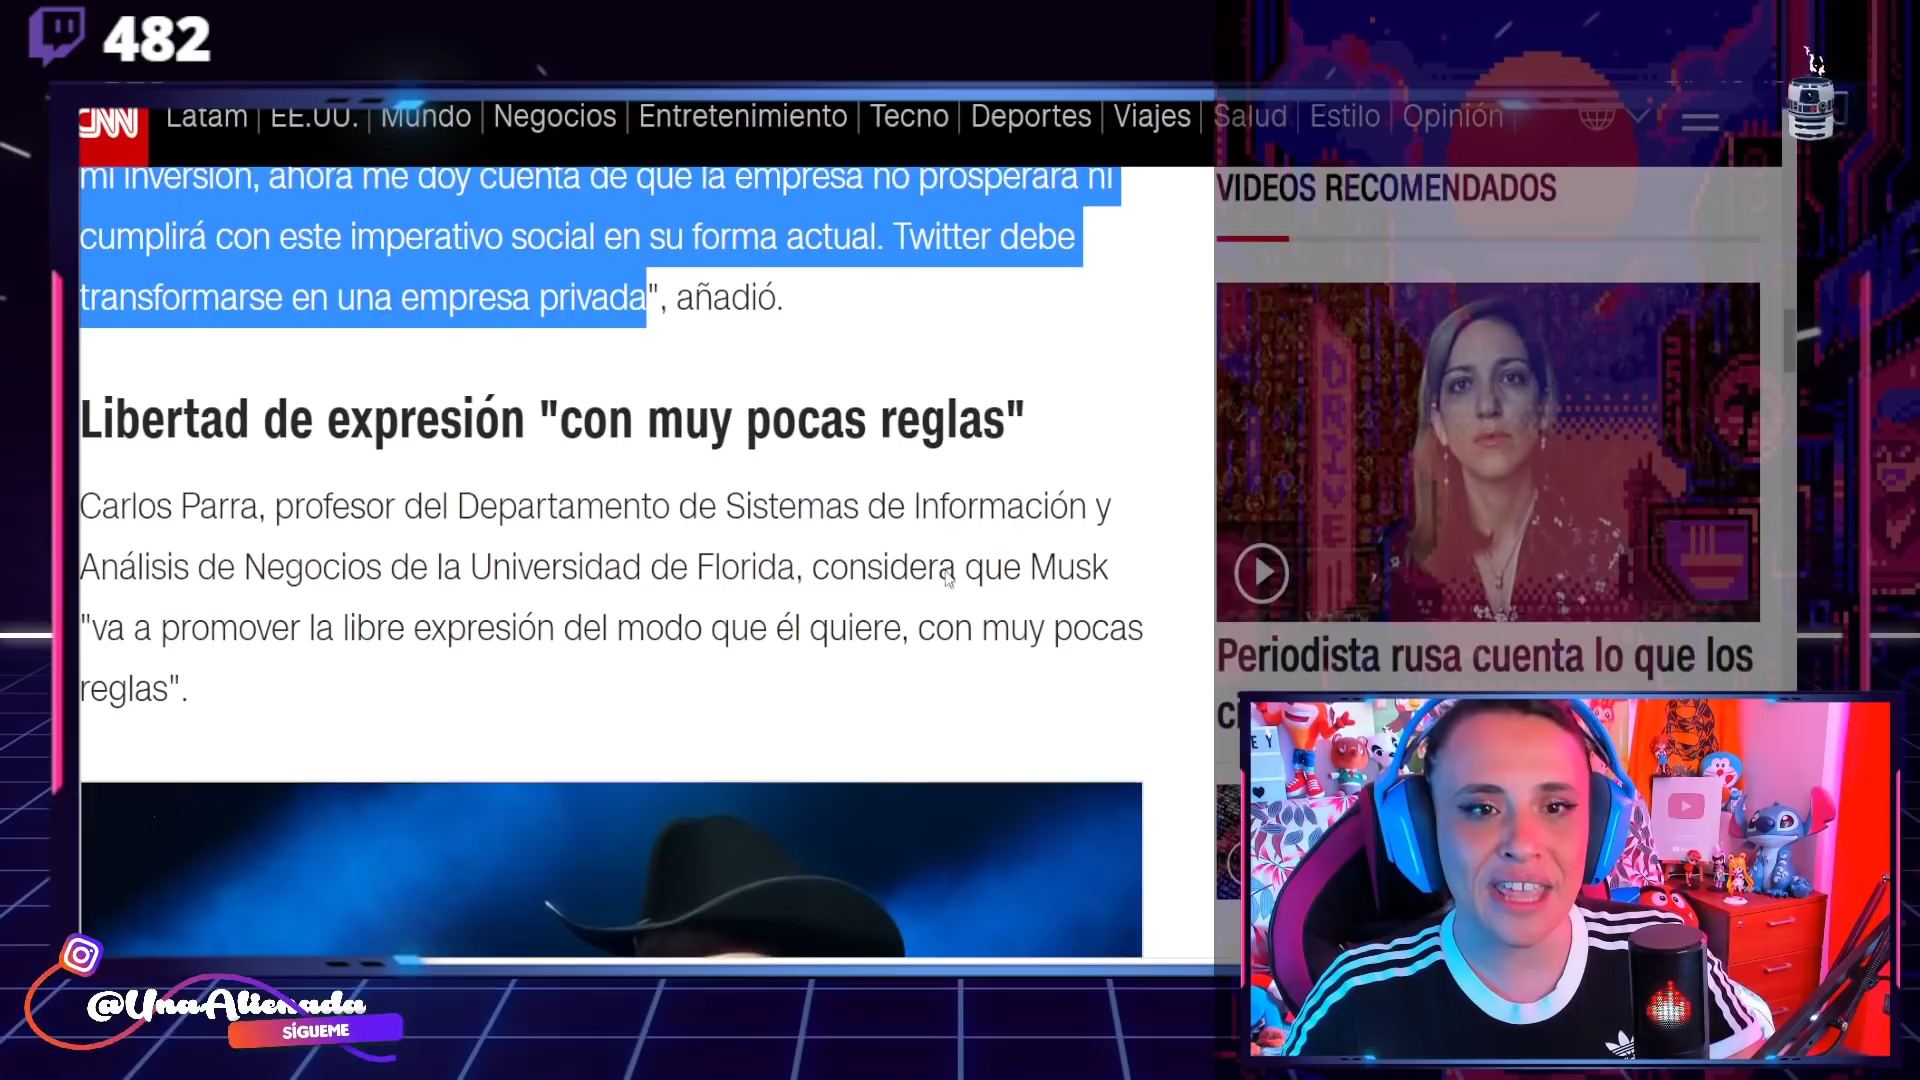 482
CNN Latam | EE.UU. | Mundo | Negocios | Entretenimiento | Tecno | Deportes | Viajes | Salud | Estilo | Opinión
mi inversión, ahora me doy cuenta de que la empresa no prosperará ni
cumplirá con este imperativo social en su forma actual. Twitter debe
transformarse en una empresa privada", añadió.
Libertad de expresión "con muy pocas reglas"
Carlos Parra, profesor del Departamento de Sistemas de Información y
Análisis de Negocios de la Universidad de Florida, considera que Musk
"va a promover la libre expresión del modo que él quiere, con muy pocas
reglas".
VIDEOS RECOMENDADOS
Periodista rusa cuenta lo que los
@UnaAlienada
SÍGUEME